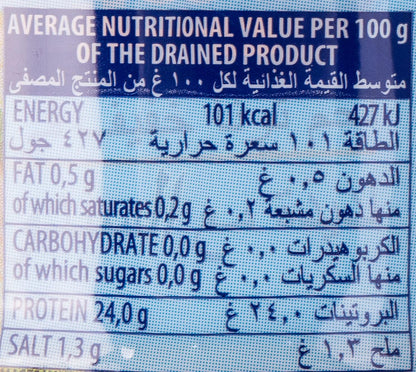 AVERAGE NUTRITIONAL VALUE PER 100 g
OF THE DRAINED PRODUCT
متوسط القيمة الغذائية لكل ١٠٠ غ من المنتج المصفى
ENERGY 101 kcal 427 kJ
الطاقة ١٠١ سعرة حرارية ٤٢٧ جول
FAT 0,5 g الدهون ٠,٥ غ
of which saturates 0,2 g منها دهون مشبعة ٠,٢ غ
CARBOHYDRATE 0,0 g الكربوهيدرات ٠,٠ غ
of which sugars 0,0 g منها السكريات ٠,٠ غ
PROTEIN 24,0 g البروتينات ٢٤,٠ غ
SALT 1,3 g ملح ١,٣ غ